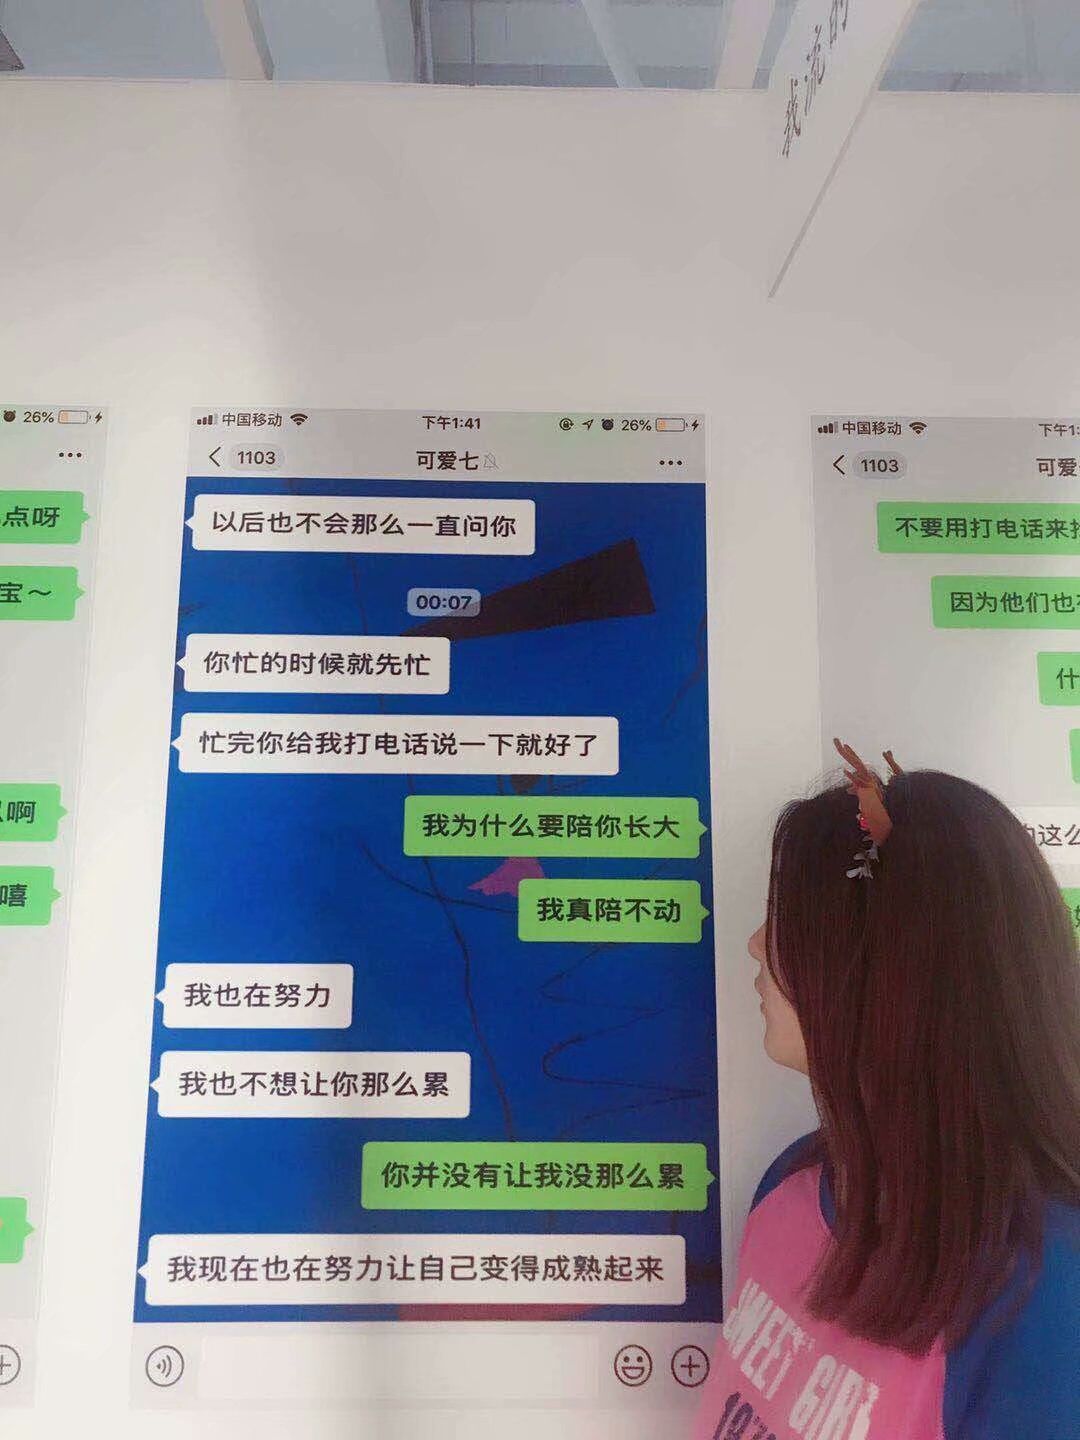 我流的
26%
点呀
宝～
啊
嘻
中国移动 下午1:41 26%
1103 可爱七
以后也不会那么一直问你
00:07
你忙的时候就先忙
忙完你给我打电话说一下就好了
我为什么要陪你长大
我真陪不动
我也在努力
我也不想让你那么累
你并没有让我没那么累
我现在也在努力让自己变得成熟起来
中国移动 下午1:
1103 可爱
不要用打电话来
因为他们也
什
这么
SWEET GIRL